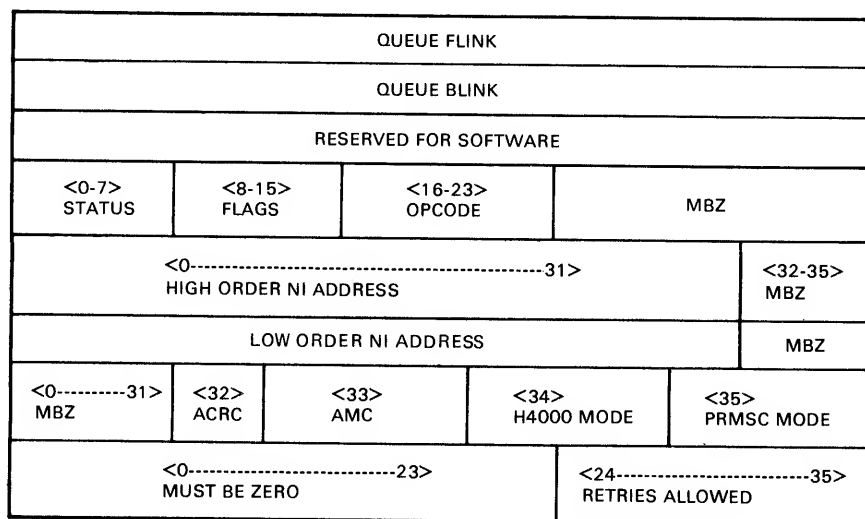 QUEUE FLINK
QUEUE BLINK
RESERVED FOR SOFTWARE
<0-7> <8-15> <16-23> MBZ
STATUS FLAGS OPCODE
<0---------------------------------------------31> <32-35>
HIGH ORDER NI ADDRESS MBZ
LOW ORDER NI ADDRESS MBZ
<0----------31> <32> <33> <34> <35>
MBZ ACRC AMC H4000 MODE PRMSC MODE
<0-----------------------------23> <24-----------------------35>
MUST BE ZERO RETRIES ALLOWED